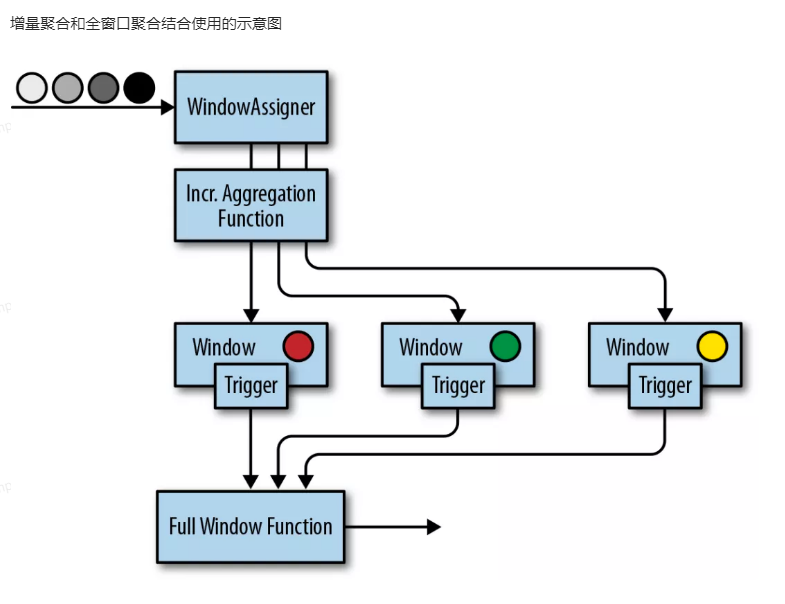 增量聚合和全窗口聚合结合使用的示意图
WindowAssigner
Incr. Aggregation
Function
Window
Trigger
Window
Trigger
Window
Trigger
Full Window Function